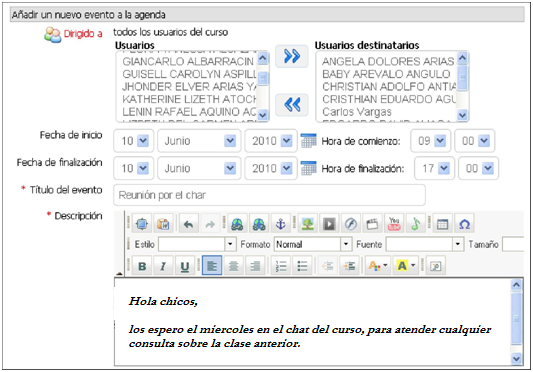 Añadir un nuevo evento a la agenda
Dirigido a todos los usuarios del curso
Usuarios Usuarios destinatarios
GIANCARLO ALBARRACIN
GUISELL CAROLYN ASPILL
JHONDER ELVER ARIAS YA
KATHERINE LIZETH ATOCH
LENIN RAFAEL AQUINO AC
ANGELA DOLORES ARIAS
BABY AREVALO ANGULO
CHRISTIAN ADOLFO ANTIA
CRISTHIAN EDUARDO AGU
Carlos Vargas
Fecha de inicio 10 Junio 2010 Hora de comienzo: 09 00
Fecha de finalización 10 Junio 2010 Hora de finalización: 17 00
* Título del evento Reunión por el char
* Descripción
You Tube
Estilo Formato Normal Fuente Tamaño
B I U A A
Hola chicos,
los espero el miercoles en el chat del curso, para atender cualquier
consulta sobre la clase anterior.